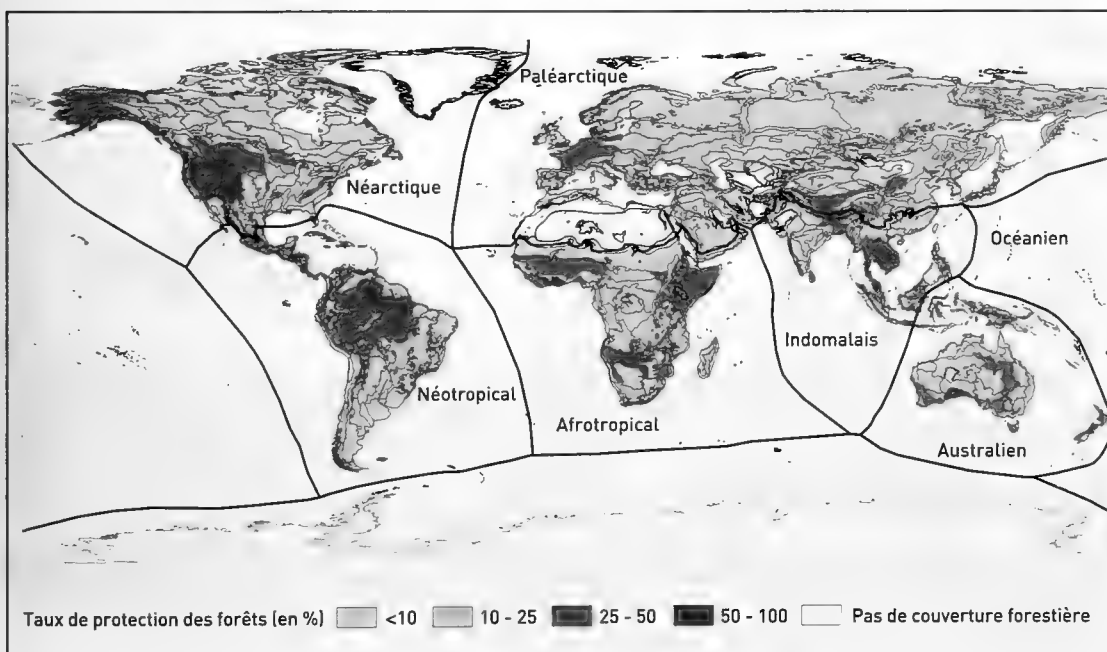 Paléarctique
Néarctique
Océanien
Indomalais
Néotropical
Afrotropical
Australien
Taux de protection des forêts (en %) <10 10 - 25 25 - 50 50 - 100 Pas de couverture forestière